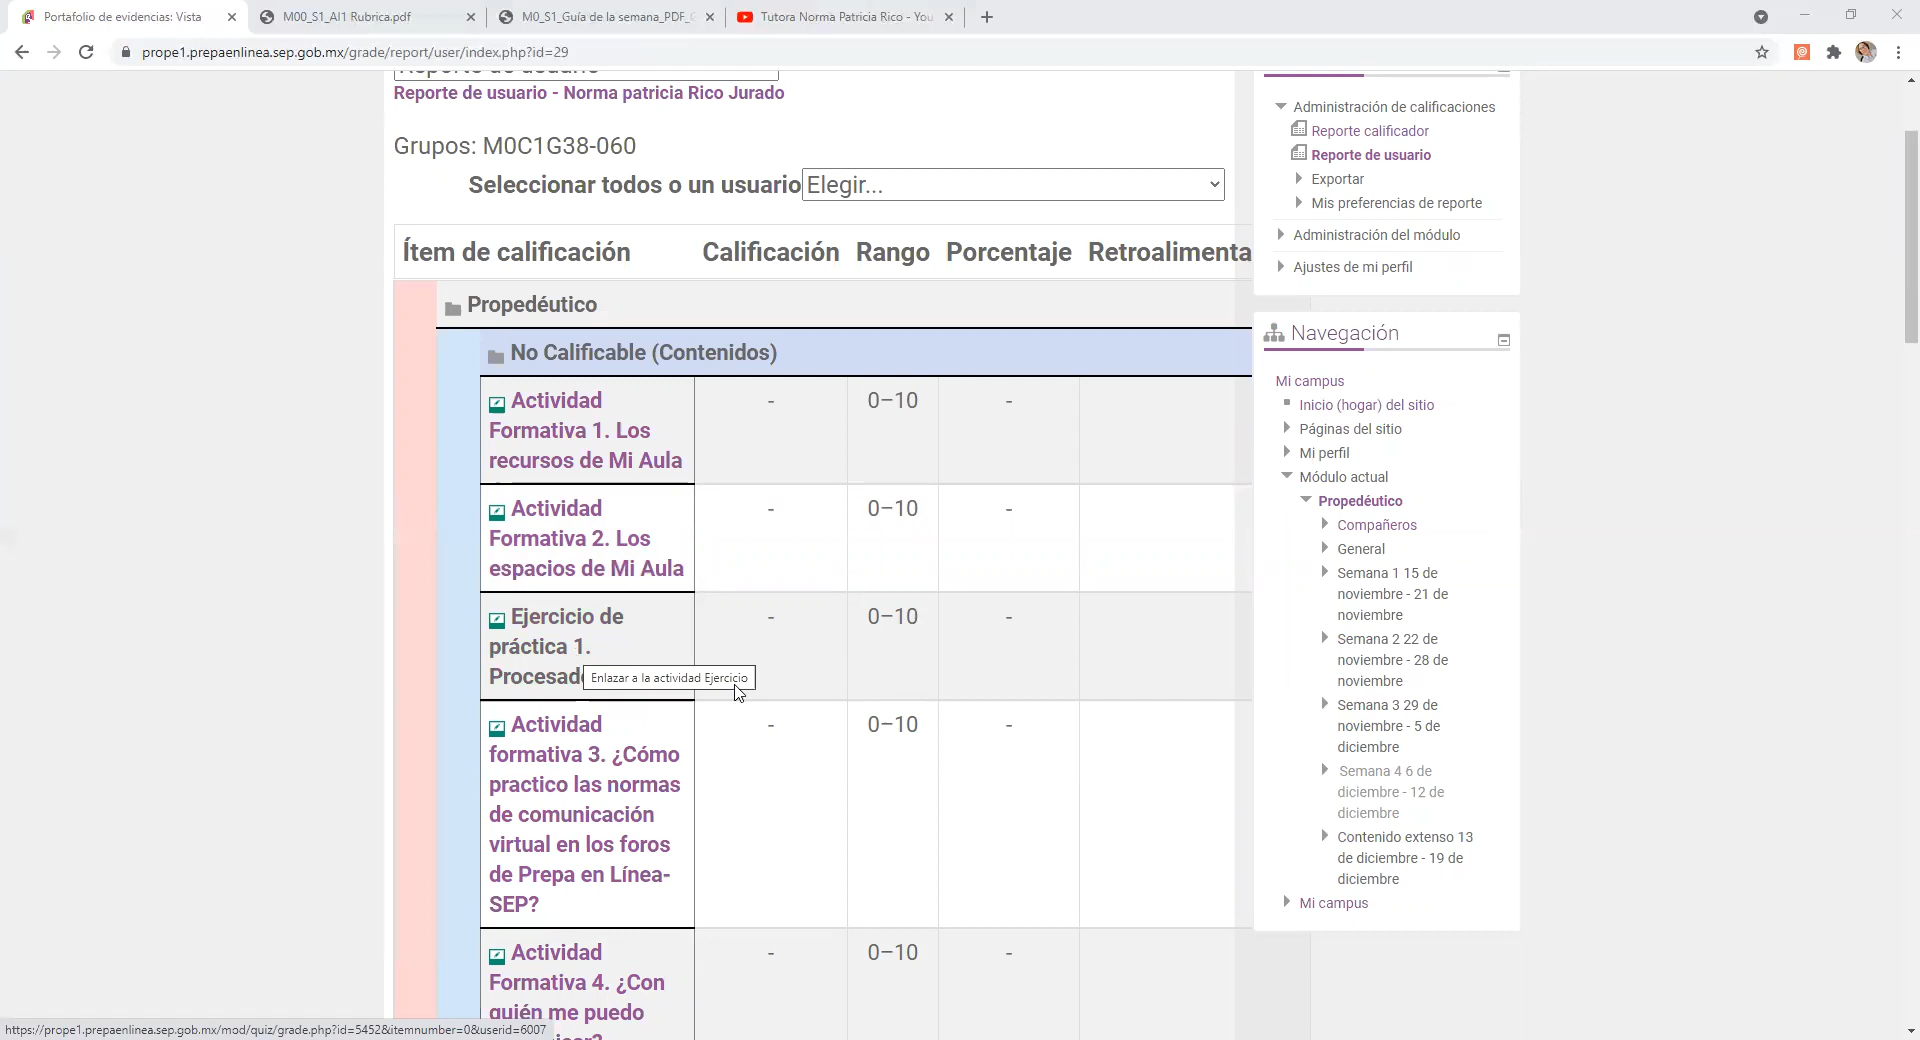 Portafolio de evidencias: Vista
M00_S1_AI1 Rubrica.pdf
M0_S1_Guía de la semana_PDF_
Tutora Norma Patricia Rico - You
prope1.prepaenlinea.sep.gob.mx/grade/report/user/index.php?id=29
Reporte de usuario
Reporte de usuario - Norma patricia Rico Jurado
Grupos: M0C1G38-060
Seleccionar todos o un usuario
Elegir...
Ítem de calificación
Calificación
Rango
Porcentaje
Retroalimenta
Propedéutico
No Calificable (Contenidos)
Actividad
Formativa 1. Los
recursos de Mi Aula
-
0–10
-
Actividad
Formativa 2. Los
espacios de Mi Aula
-
0–10
-
Ejercicio de
práctica 1.
Procesad
-
0–10
-
Enlazar a la actividad Ejercicio
Actividad
formativa 3. ¿Cómo
practico las normas
de comunicación
virtual en los foros
de Prepa en Línea-
SEP?
-
0–10
-
Actividad
Formativa 4. ¿Con
quién me puedo
-
0–10
-
Administración de calificaciones
Reporte calificador
Reporte de usuario
Exportar
Mis preferencias de reporte
Administración del módulo
Ajustes de mi perfil
Navegación
Mi campus
Inicio (hogar) del sitio
Páginas del sitio
Mi perfil
Módulo actual
Propedéutico
Compañeros
General
Semana 1 15 de
noviembre - 21 de
noviembre
Semana 2 22 de
noviembre - 28 de
noviembre
Semana 3 29 de
noviembre - 5 de
diciembre
Semana 4 6 de
diciembre - 12 de
diciembre
Contenido extenso 13
de diciembre - 19 de
diciembre
Mi campus
https://prope1.prepaenlinea.sep.gob.mx/mod/quiz/grade.php?id=5452&itemnumber=0&userid=6007